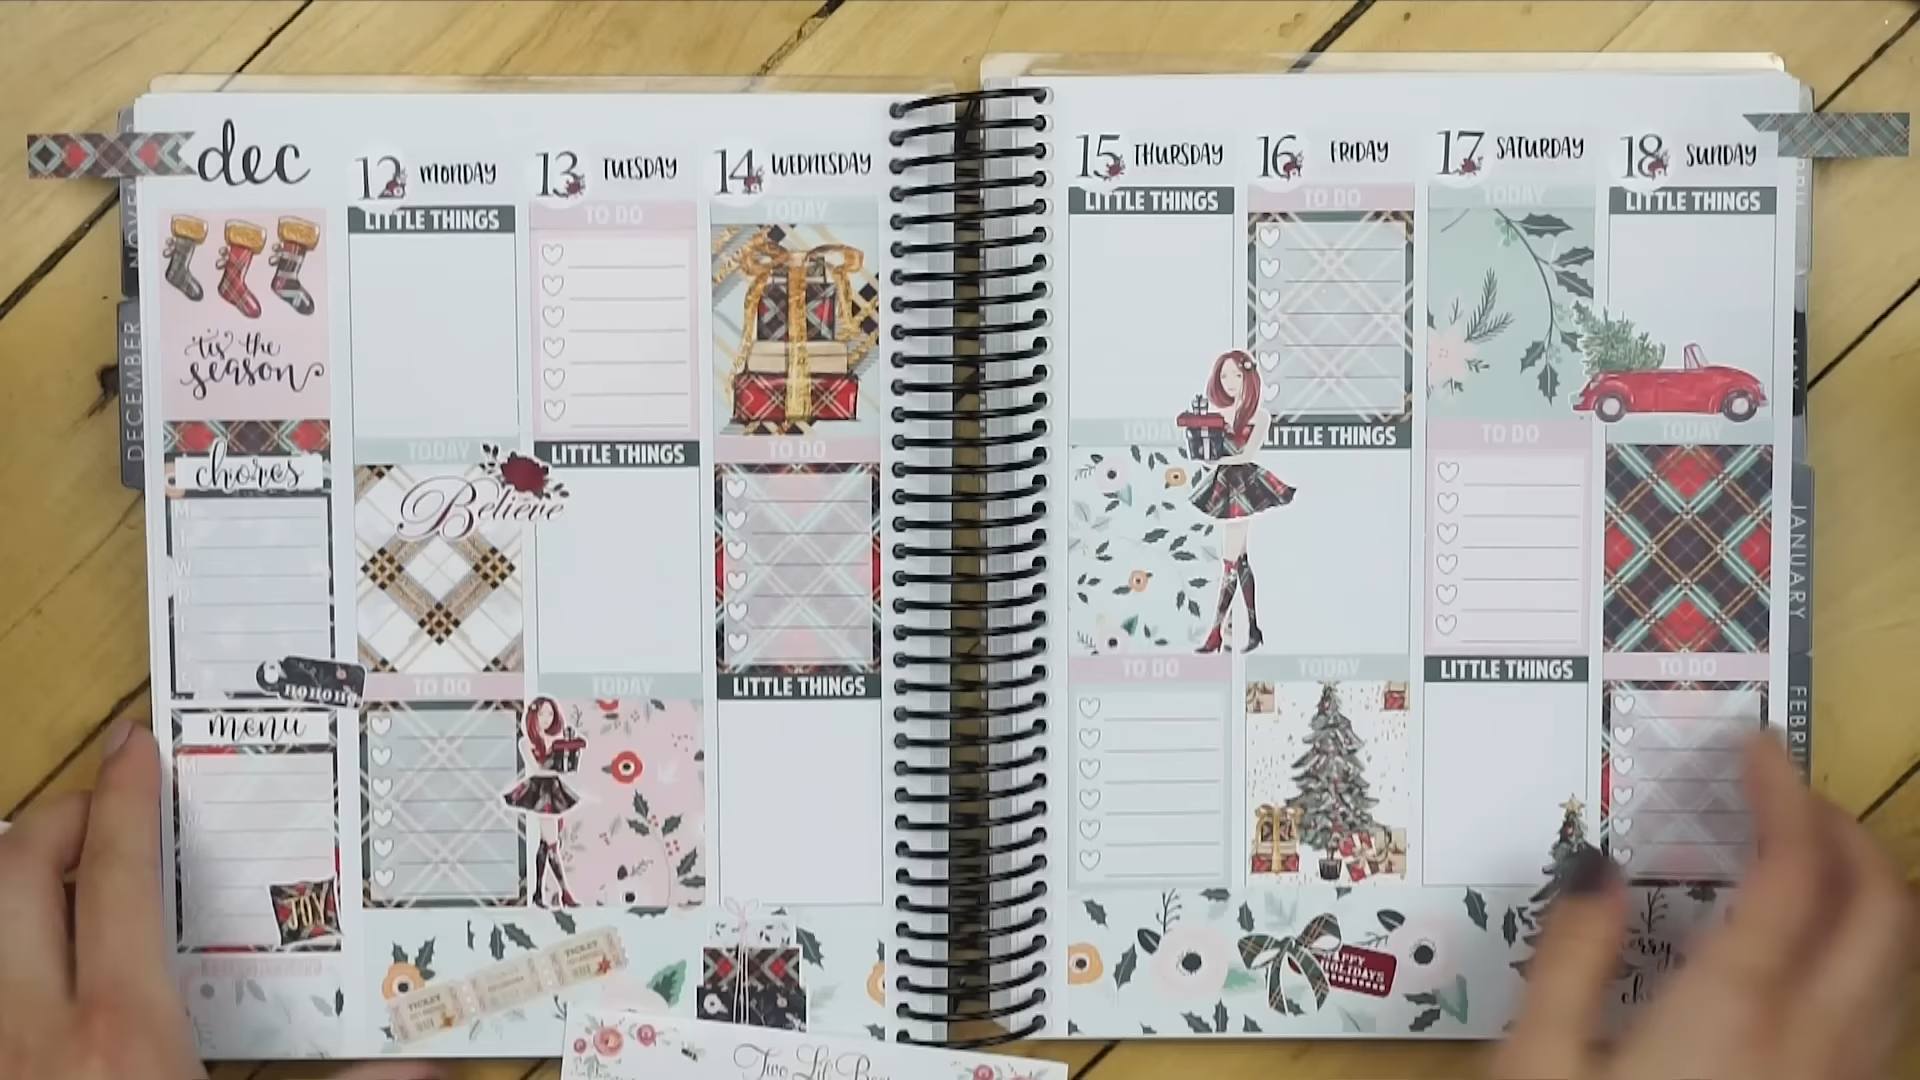 dec
12 MONDAY
13 TUESDAY
14 WEDNESDAY
15 THURSDAY
16 FRIDAY
17 SATURDAY
18 SUNDAY
'tis the
season
chores
M
T
W
menu
M
T
W
JOY
LITTLE THINGS
TODAY
Believe
TO DO
TO DO
LITTLE THINGS
TODAY
TODAY
TO DO
LITTLE THINGS
TICKET
TICKET
LITTLE THINGS
TODAY
TO DO
TO DO
LITTLE THINGS
TODAY
TODAY
TO DO
LITTLE THINGS
LITTLE THINGS
TODAY
TO DO
HAPPY
HOLIDAYS
merry
DECEMBER
JANUARY
Two Lil Bees